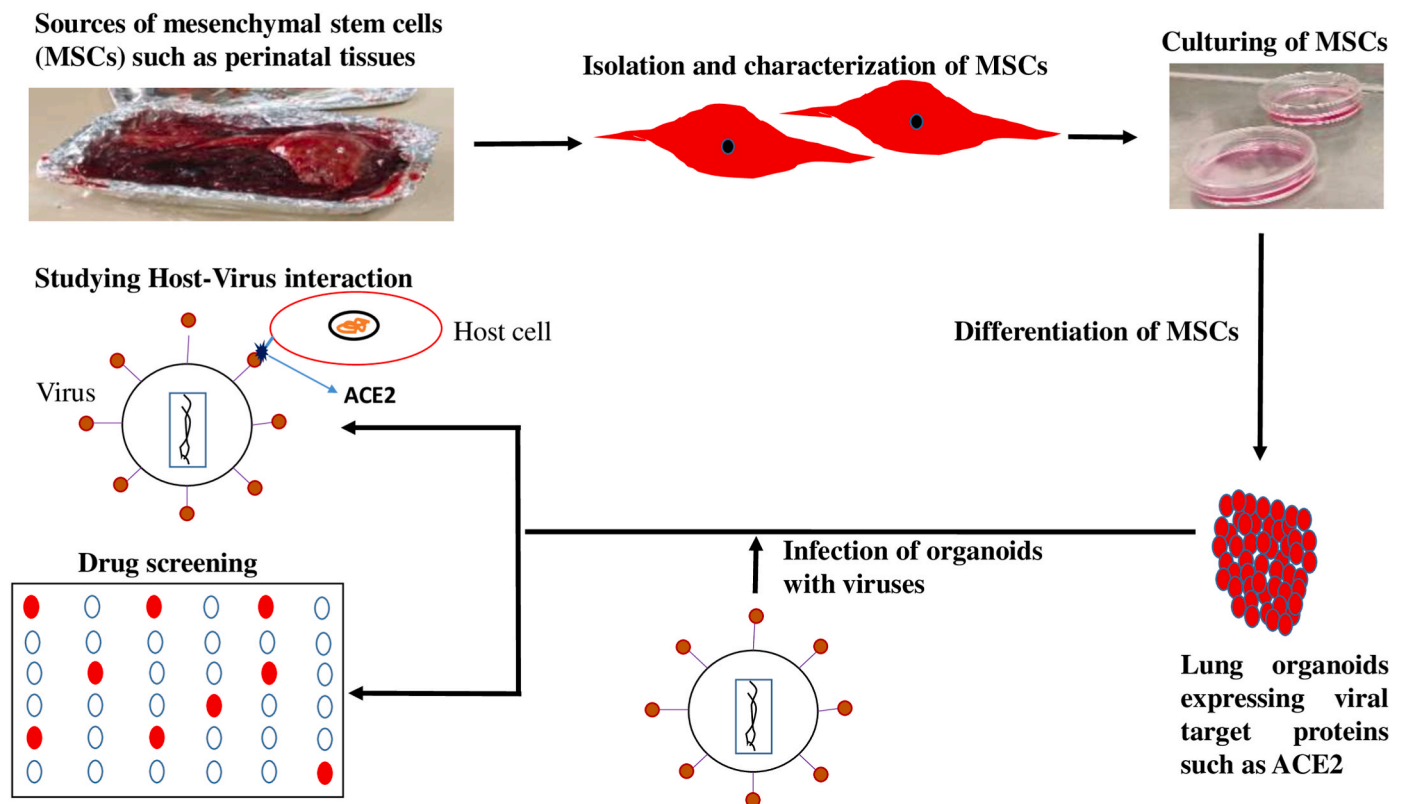 Sources of mesenchymal stem cells
(MSCs) such as perinatal tissues
Isolation and characterization of MSCs
Culturing of MSCs
Differentiation of MSCs
Lung organoids
expressing viral
target proteins
such as ACE2
Infection of organoids
with viruses
Studying Host-Virus interaction
Host cell
Virus
ACE2
Drug screening